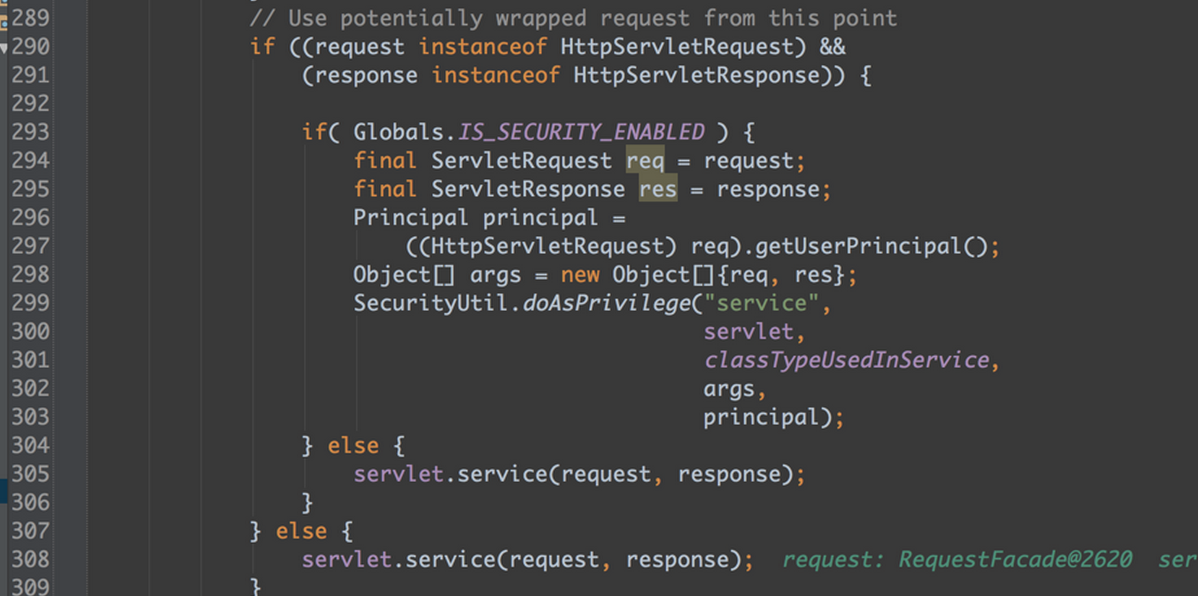 289 // Use potentially wrapped request from this point
290 if ((request instanceof HttpServletRequest) &&
291 (response instanceof HttpServletResponse)) {
292
293 if( Globals.IS_SECURITY_ENABLED ) {
294 final ServletRequest req = request;
295 final ServletResponse res = response;
296 Principal principal =
297 ((HttpServletRequest) req).getUserPrincipal();
298 Object[] args = new Object[]{req, res};
299 SecurityUtil.doAsPrivilege("service",
300 servlet,
301 classTypeUsedInService,
302 args,
303 principal);
304 } else {
305 servlet.service(request, response);
306 }
307 } else {
308 servlet.service(request, response); request: RequestFacade@2620 ser
309 }